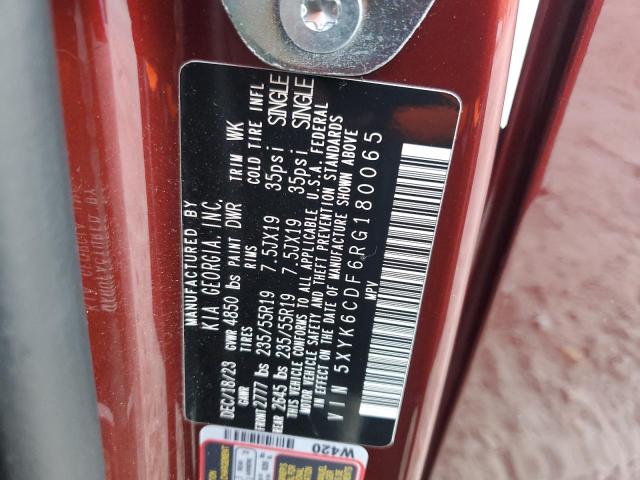 MANUFACTURED BY
KIA GEORGIA, INC.
DEC/18/23 GVWR 4850 lbs PAINT DWR TRIM WK
GAWR TIRES RIMS COLD TIRE INFL
FRONT 2777 lbs 235/55R19 7.5JX19 35psi SINGLE
REAR 2645 lbs 235/55R19 7.5JX19 35psi SINGLE
THIS VEHICLE CONFORMS TO ALL APPLICABLE U.S.A. FEDERAL
MOTOR VEHICLE SAFETY AND THEFT PREVENTION STANDARDS
IN EFFECT ON THE DATE OF MANUFACTURE SHOWN ABOVE
VIN 5XYK6CDF6RG180065
MPV
W420